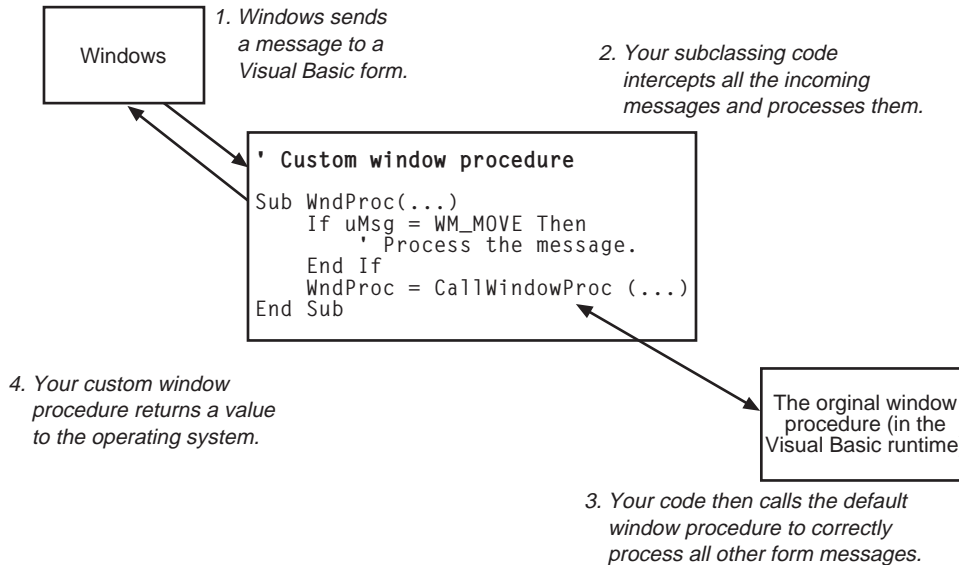 Windows
1. Windows sends
a message to a
Visual Basic form.
2. Your subclassing code
intercepts all the incoming
messages and processes them.
' Custom window procedure
Sub WndProc(...)
If uMsg = WM_MOVE Then
' Process the message.
End If
WndProc = CallWindowProc (...)
End Sub
4. Your custom window
procedure returns a value
to the operating system.
The orginal window
procedure (in the
Visual Basic runtime
3. Your code then calls the default
window procedure to correctly
process all other form messages.